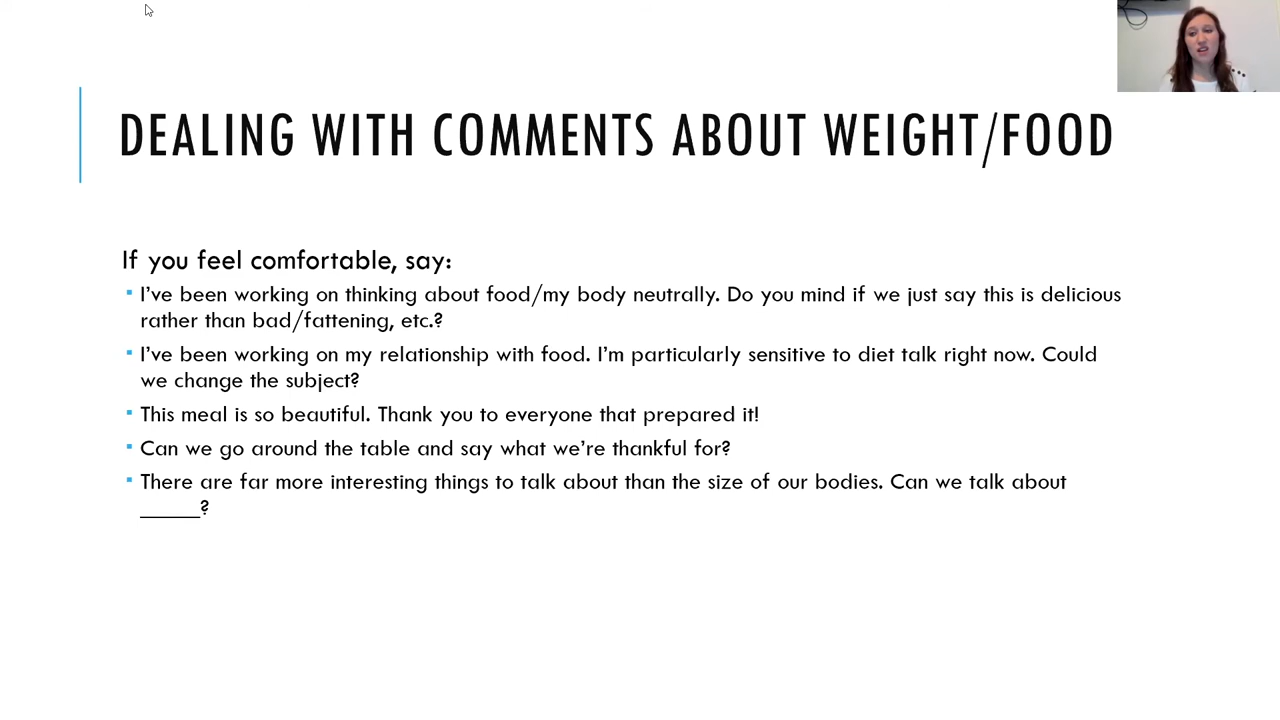 DEALING WITH COMMENTS ABOUT WEIGHT/FOOD
If you feel comfortable, say:
▪ I've been working on thinking about food/my body neutrally. Do you mind if we just say this is delicious
rather than bad/fattening, etc.?
▪ I've been working on my relationship with food. I'm particularly sensitive to diet talk right now. Could
we change the subject?
▪ This meal is so beautiful. Thank you to everyone that prepared it!
▪ Can we go around the table and say what we're thankful for?
▪ There are far more interesting things to talk about than the size of our bodies. Can we talk about
_____?